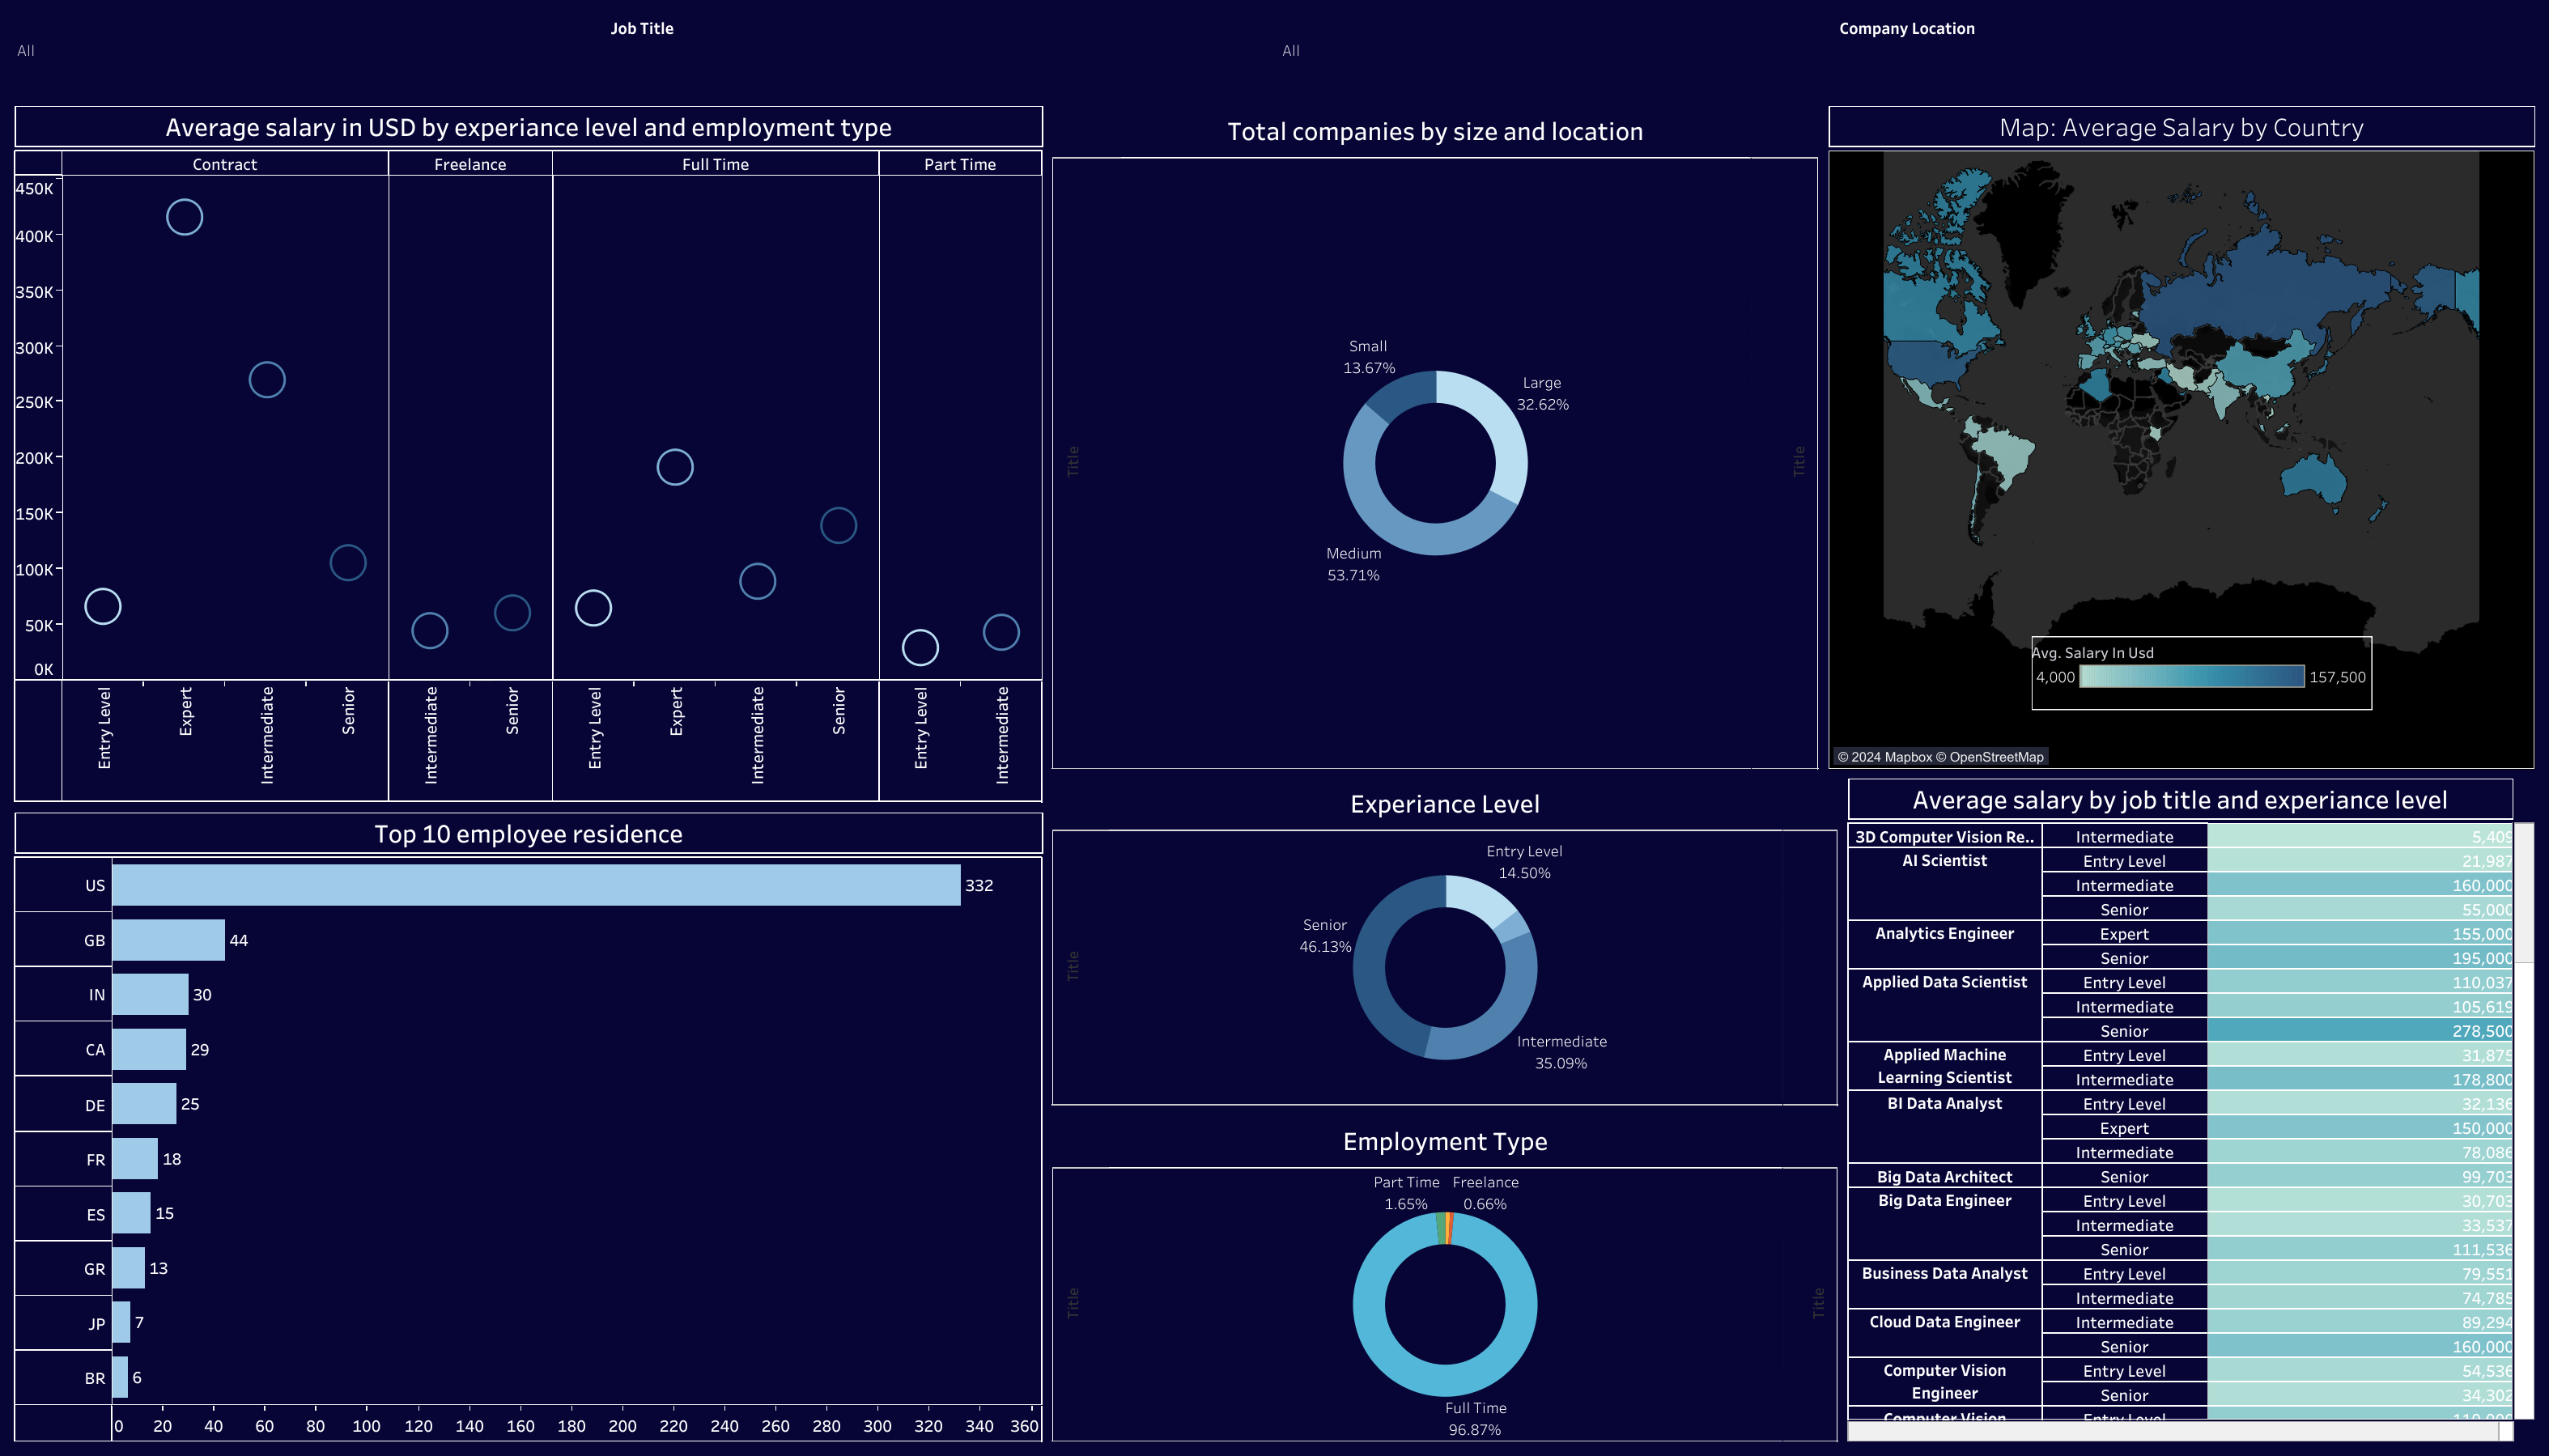 Job Title
Company Location
All
All
Average salary in USD by experiance level and employment type
Contract
Freelance
Full Time
Part Time
450K
400K
350K
300K
250K
200K
150K
100K
50K
0K
Entry Level
Expert
Intermediate
Senior
Intermediate
Senior
Entry Level
Expert
Intermediate
Senior
Entry Level
Intermediate
Total companies by size and location
Title
Small
13.67%
Large
32.62%
Medium
53.71%
Title
Map: Average Salary by Country
Avg. Salary In Usd
4,000
157,500
© 2024 Mapbox © OpenStreetMap
Top 10 employee residence
US 332
GB 44
IN 30
CA 29
DE 25
FR 18
ES 15
GR 13
JP 7
BR 6
0 20 40 60 80 100 120 140 160 180 200 220 240 260 280 300 320 340 360
Experiance Level
Title
Entry Level
14.50%
Senior
46.13%
Intermediate
35.09%
Employment Type
Title
Part Time
1.65%
Freelance
0.66%
Full Time
96.87%
Title
Average salary by job title and experiance level
3D Computer Vision Re.. Intermediate 5,409
AI Scientist Entry Level 21,987
Intermediate 160,000
Senior 55,000
Analytics Engineer Expert 155,000
Senior 195,000
Applied Data Scientist Entry Level 110,037
Intermediate 105,619
Senior 278,500
Applied Machine Entry Level 31,875
Learning Scientist Intermediate 178,800
BI Data Analyst Entry Level 32,136
Expert 150,000
Intermediate 78,086
Big Data Architect Senior 99,703
Big Data Engineer Entry Level 30,703
Intermediate 33,537
Senior 111,536
Business Data Analyst Entry Level 79,551
Intermediate 74,785
Cloud Data Engineer Intermediate 89,294
Senior 160,000
Computer Vision Entry Level 54,536
Engineer Senior 34,302
Computer Vision Entry Level